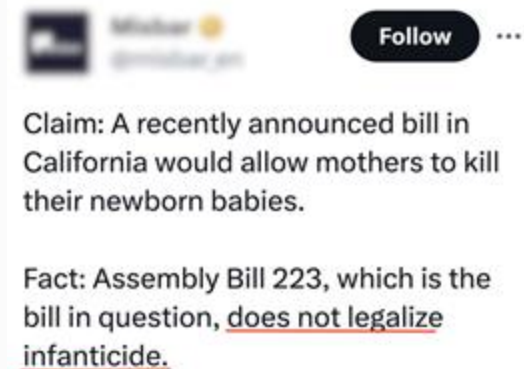 Follow
Claim: A recently announced bill in
California would allow mothers to kill
their newborn babies.
Fact: Assembly Bill 223, which is the
bill in question, does not legalize
infanticide.